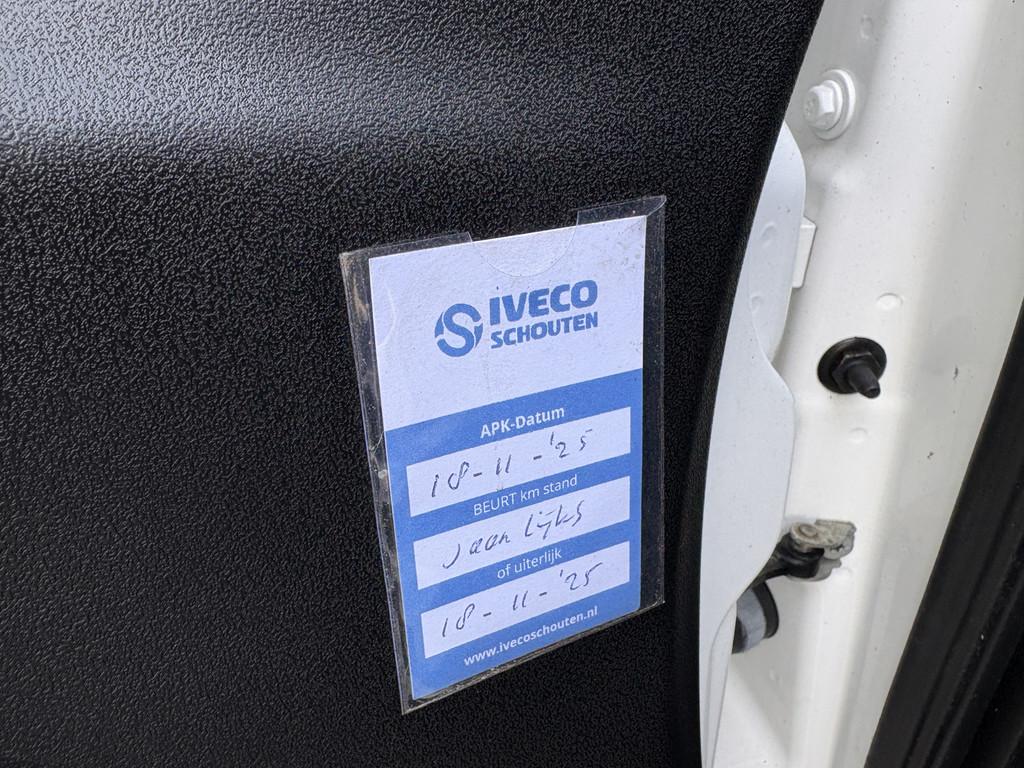 IVECO
SCHOUTEN
APK-Datum
18-11-'25
BEURT km stand
Jaarlijks
of uiterlijk
18-11-'25
www.ivecoschouten.nl